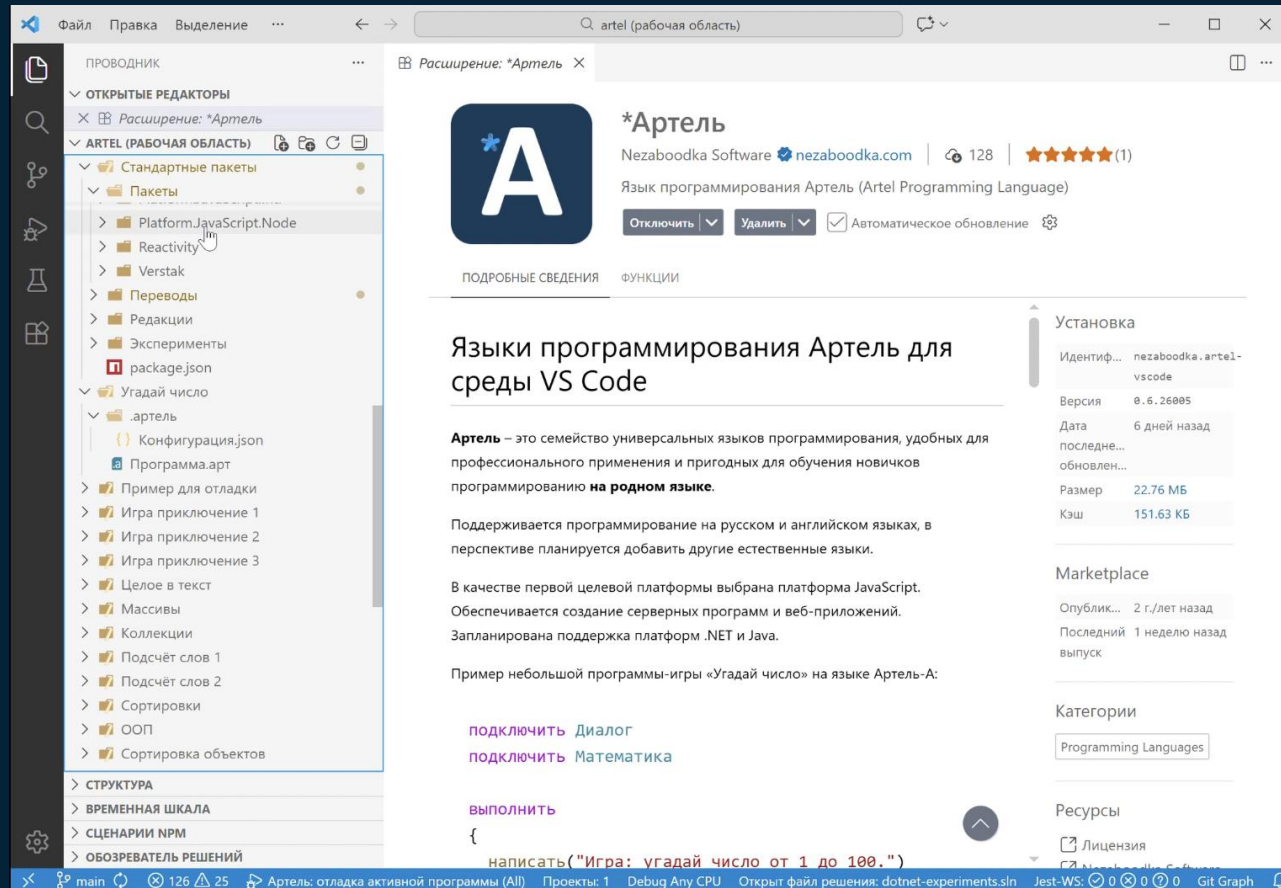 Файл Правка Выделение ··· artel (рабочая область)
ПРОВОДНИК ···
ОТКРЫТЫЕ РЕДАКТОРЫ
Расширение: *Артель
ARTEL (РАБОЧАЯ ОБЛАСТЬ)
Стандартные пакеты
Пакеты
Platform.JavaScript.Node
Reactivity
Verstak
Переводы
Редакции
Эксперименты
package.json
Угадай число
.артель
Конфигурация.json
Программа.арт
Пример для отладки
Игра приключение 1
Игра приключение 2
Игра приключение 3
Целое в текст
Массивы
Коллекции
Подсчёт слов 1
Подсчёт слов 2
Сортировки
ООП
Сортировка объектов
СТРУКТУРА
ВРЕМЕННАЯ ШКАЛА
СЦЕНАРИИ NPM
ОБОЗРЕВАТЕЛЬ РЕШЕНИЙ
Расширение: *Артель
*A
*Артель
Nezaboodka Software nezaboodka.com 128 (1)
Язык программирования Артель (Artel Programming Language)
Отключить Удалить Автоматическое обновление
ПОДРОБНЫЕ СВЕДЕНИЯ ФУНКЦИИ
Языки программирования Артель для
среды VS Code
Артель – это семейство универсальных языков программирования, удобных для
профессионального применения и пригодных для обучения новичков
программированию на родном языке.
Поддерживается программирование на русском и английском языках, в
перспективе планируется добавить другие естественные языки.
В качестве первой целевой платформы выбрана платформа JavaScript.
Обеспечивается создание серверных программ и веб-приложений.
Запланирована поддержка платформ .NET и Java.
Пример небольшой программы-игры «Угадай число» на языке Артель-А:
подключить Диалог
подключить Математика
выполнить
{
написать("Игра: угадай число от 1 до 100.")
Установка
Идентиф... nezaboodka.artel-
vscode
Версия 0.6.26005
Дата 6 дней назад
последне...
обновлен...
Размер 22.76 МБ
Кэш 151.63 КБ
Marketplace
Опублик... 2 г./лет назад
Последний 1 неделю назад
выпуск
Категории
Programming Languages
Ресурсы
Лицензия
main 126 25 Артель: отладка активной программы (All) Проекты: 1 Debug Any CPU Открыт файл решения: dotnet-experiments.sln Jest-WS: 0 0 0 Git Graph